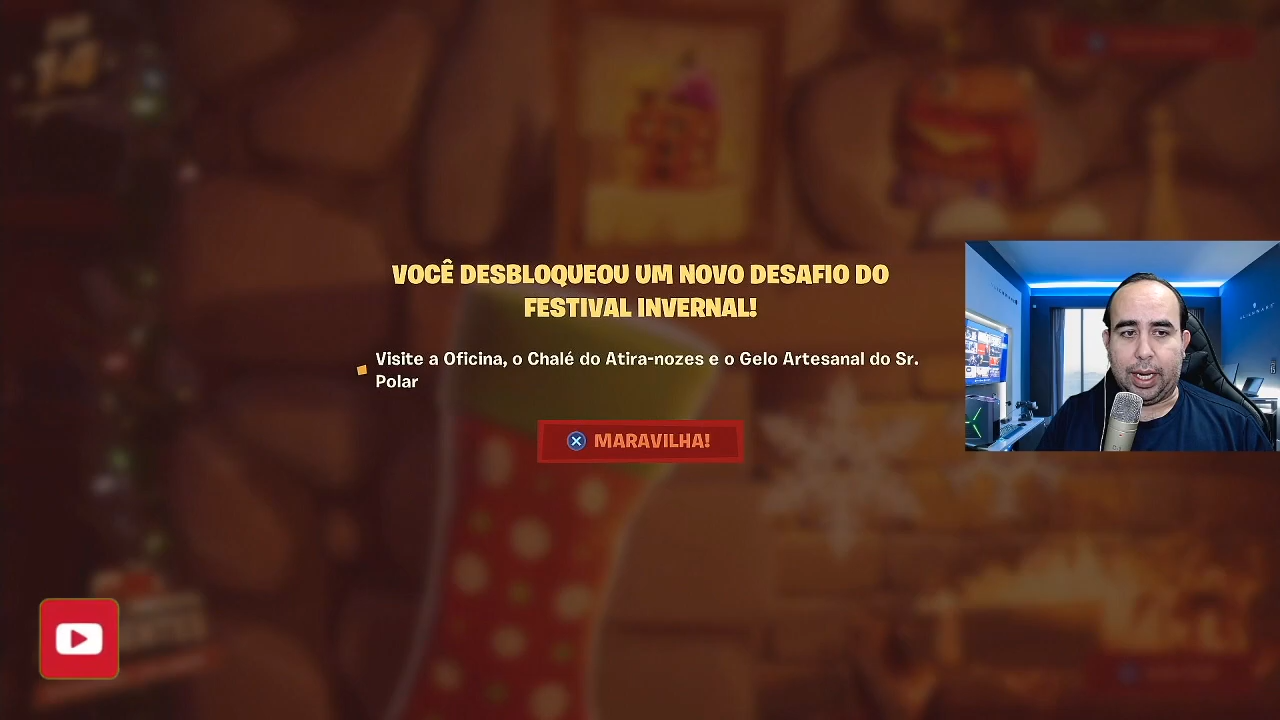 14
VOCÊ DESBLOQUEOU UM NOVO DESAFIO DO
FESTIVAL INVERNAL!
Visite a Oficina, o Chalé do Atira-nozes e o Gelo Artesanal do Sr.
Polar
MARAVILHA!